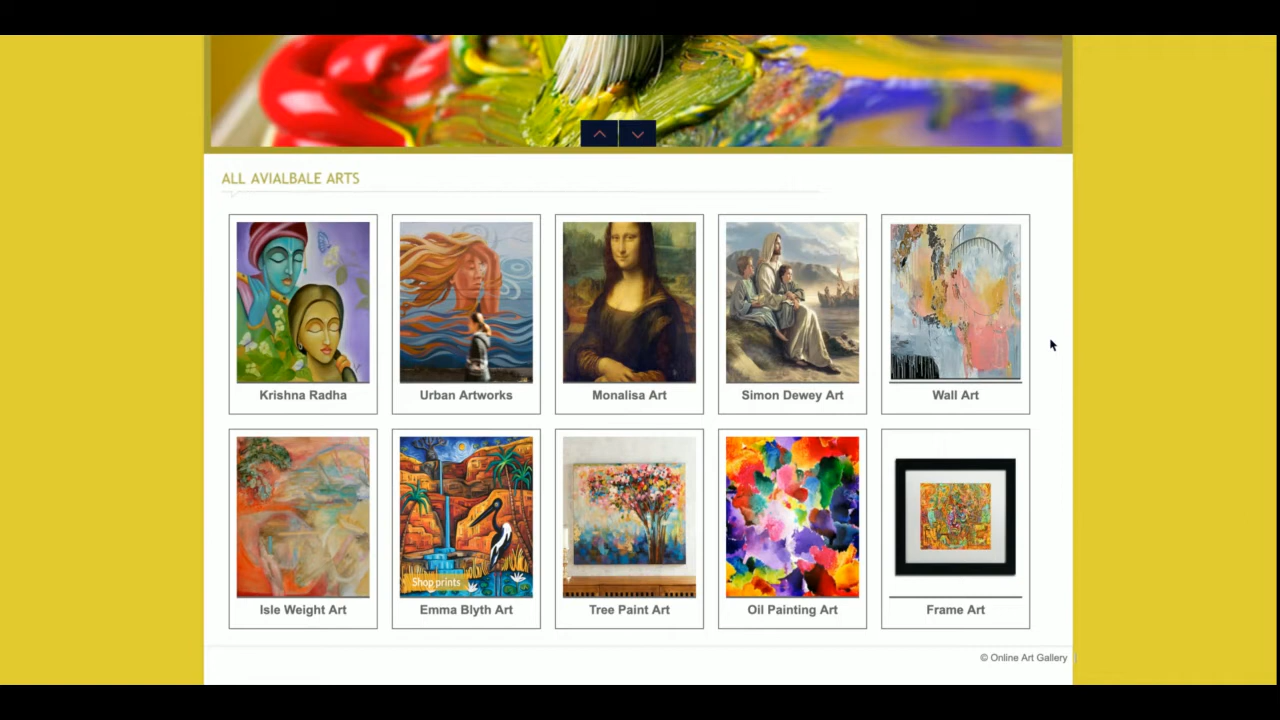 ALL AVIALBALE ARTS
Krishna Radha
Urban Artworks
Monalisa Art
Simon Dewey Art
Wall Art
Shop prints
Isle Weight Art
Emma Blyth Art
Tree Paint Art
Oil Painting Art
Frame Art
© Online Art Gallery